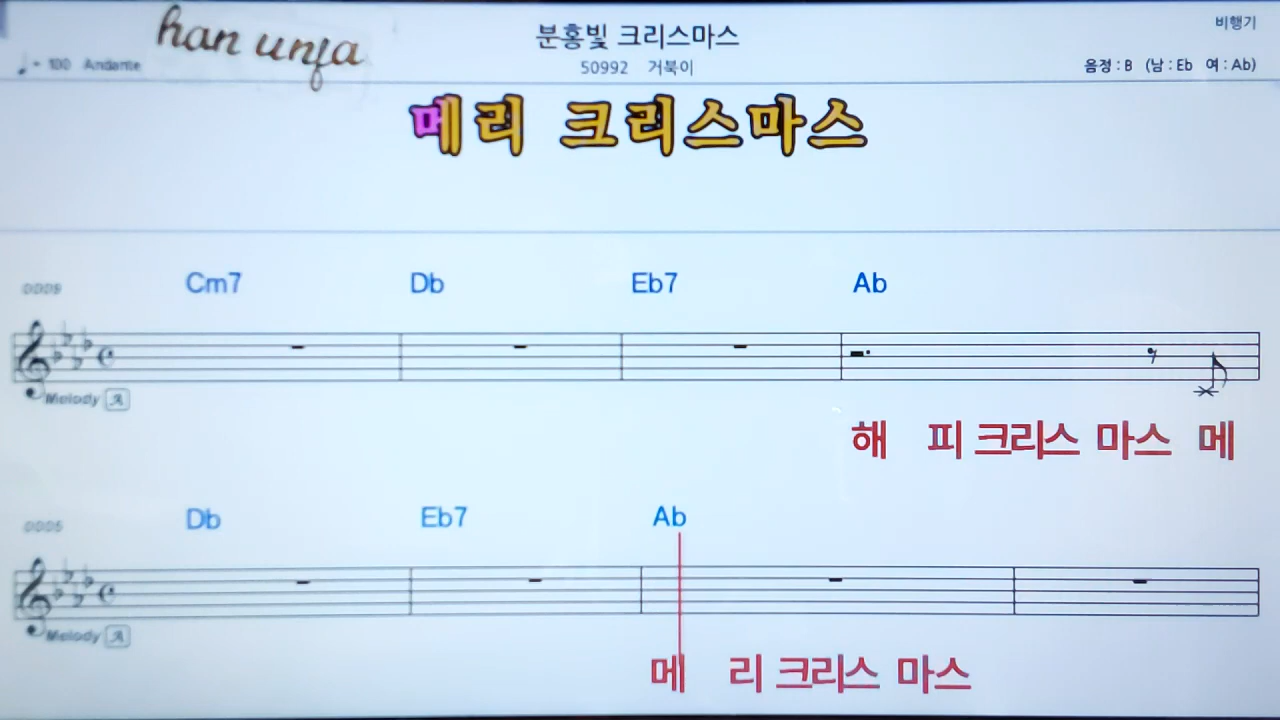 han unja
분홍빛 크리스마스
비행기
♩= 100 Andante
50992 거북이
음정 : B (남 : Eb 여 : Ab)
메리 크리스마스
Cm7 Db Eb7 Ab
Melody A
해 피 크리스 마스 메
Db Eb7 Ab
Melody A
메 리 크리스 마스